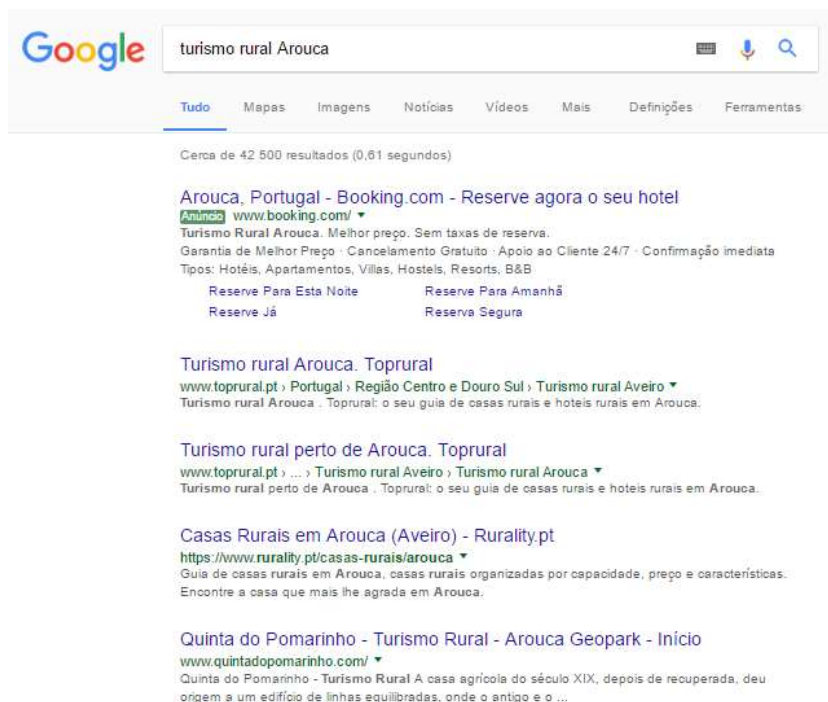 Google
turismo rural Arouca
Tudo Mapas Imagens Notícias Vídeos Mais Definições Ferramentas
Cerca de 42 500 resultados (0,61 segundos)
Arouca, Portugal - Booking.com - Reserve agora o seu hotel
Anúncio www.booking.com/
Turismo Rural Arouca. Melhor preço. Sem taxas de reserva.
Garantia de Melhor Preço · Cancelamento Gratuito · Apoio ao Cliente 24/7 · Confirmação imediata
Tipos: Hotéis, Apartamentos, Villas, Hostels, Resorts, B&B
Reserve Para Esta Noite Reserve Para Amanhã
Reserve Já Reserva Segura
Turismo rural Arouca. Toprural
www.toprural.pt › Portugal › Região Centro e Douro Sul › Turismo rural Aveiro
Turismo rural Arouca . Toprural: o seu guia de casas rurais e hoteis rurais em Arouca.
Turismo rural perto de Arouca. Toprural
www.toprural.pt › ... › Turismo rural Aveiro › Turismo rural Arouca
Turismo rural perto de Arouca . Toprural: o seu guia de casas rurais e hoteis rurais em Arouca.
Casas Rurais em Arouca (Aveiro) - Rurality.pt
https://www.rurality.pt/casas-rurais/arouca
Guia de casas rurais em Arouca, casas rurais organizadas por capacidade, preço e características.
Encontre a casa que mais lhe agrada em Arouca.
Quinta do Pomarinho - Turismo Rural - Arouca Geopark - Início
www.quintadopomarinho.com/
Quinta do Pomarinho - Turismo Rural A casa agrícola do século XIX, depois de recuperada, deu
origem a um edifício de linhas equilibradas, onde o antigo e o ...